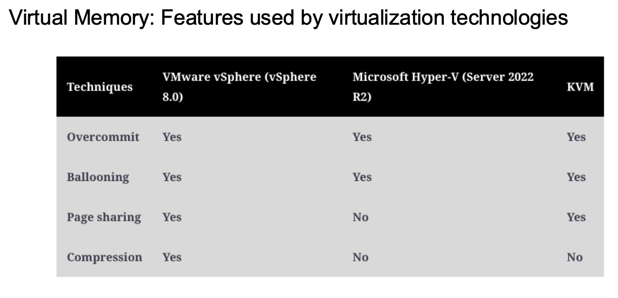 Virtual Memory: Features used by virtualization technologies
Techniques VMware vSphere (vSphere 8.0) Microsoft Hyper-V (Server 2022 R2) KVM
Overcommit Yes Yes Yes
Ballooning Yes Yes Yes
Page sharing Yes No Yes
Compression Yes No No